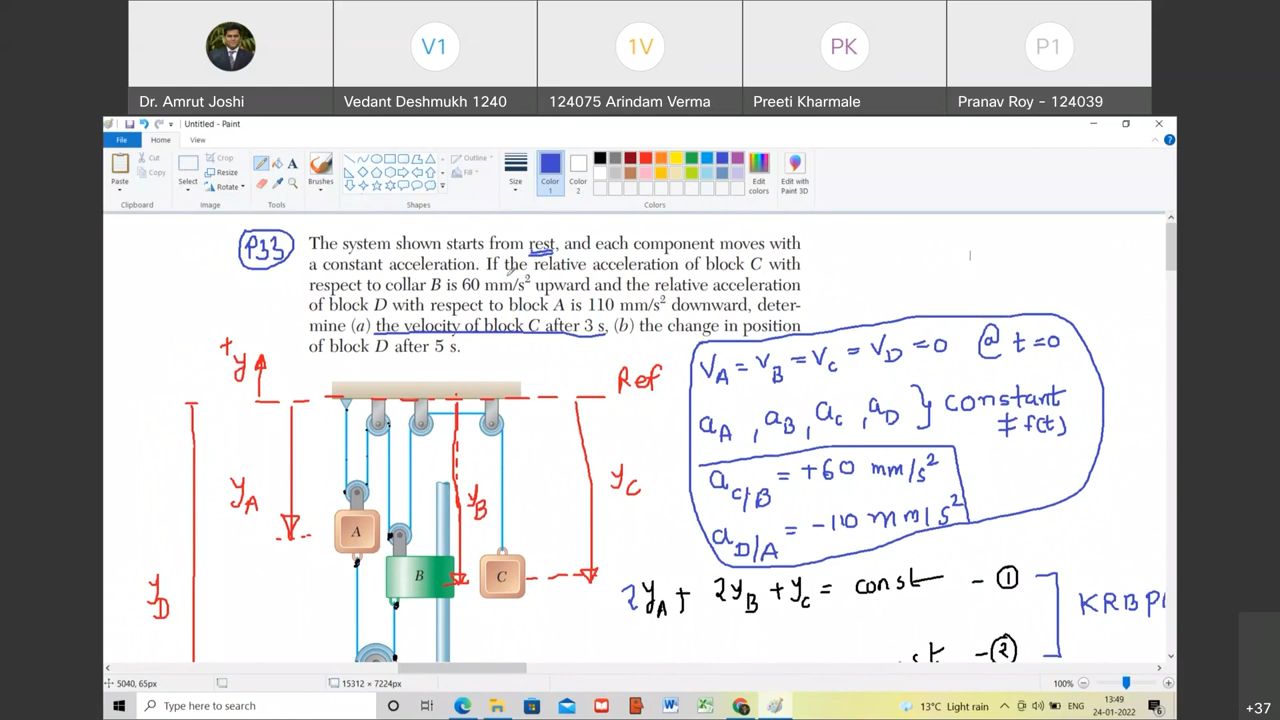 V1
1V
PK
P1
Dr. Amrut Joshi
Vedant Deshmukh 1240
124075 Arindam Verma
Preeti Kharmale
Pranav Roy - 124039
Untitled - Paint
File
Home
View
Paste
Cut
Copy
Clipboard
Select
Crop
Resize
Rotate
Image
A
Tools
Brushes
Shapes
Outline
Fill
Size
Color 1
Color 2
Edit colors
Edit with Paint 3D
Colors
P33
The system shown starts from rest, and each component moves with
a constant acceleration. If the relative acceleration of block C with
respect to collar B is 60 mm/s² upward and the relative acceleration
of block D with respect to block A is 110 mm/s² downward, deter-
mine (a) the velocity of block C after 3 s, (b) the change in position
of block D after 5 s.
+y
Ref
V_A = V_B = V_C = V_D = 0 @ t=0
a_A, a_B, a_C, a_D } constant
≠ f(t)
a_C/B = +60 mm/s²
a_D/A = -110 mm/s²
y_A
y_B
y_C
y_D
A
B
C
2y_A + 2y_B + y_C = const - ①
- ②
5040, 65px
15312 × 7224px
100%
Type here to search
13°C Light rain
ENG
13:49
24-01-2022
6
+37